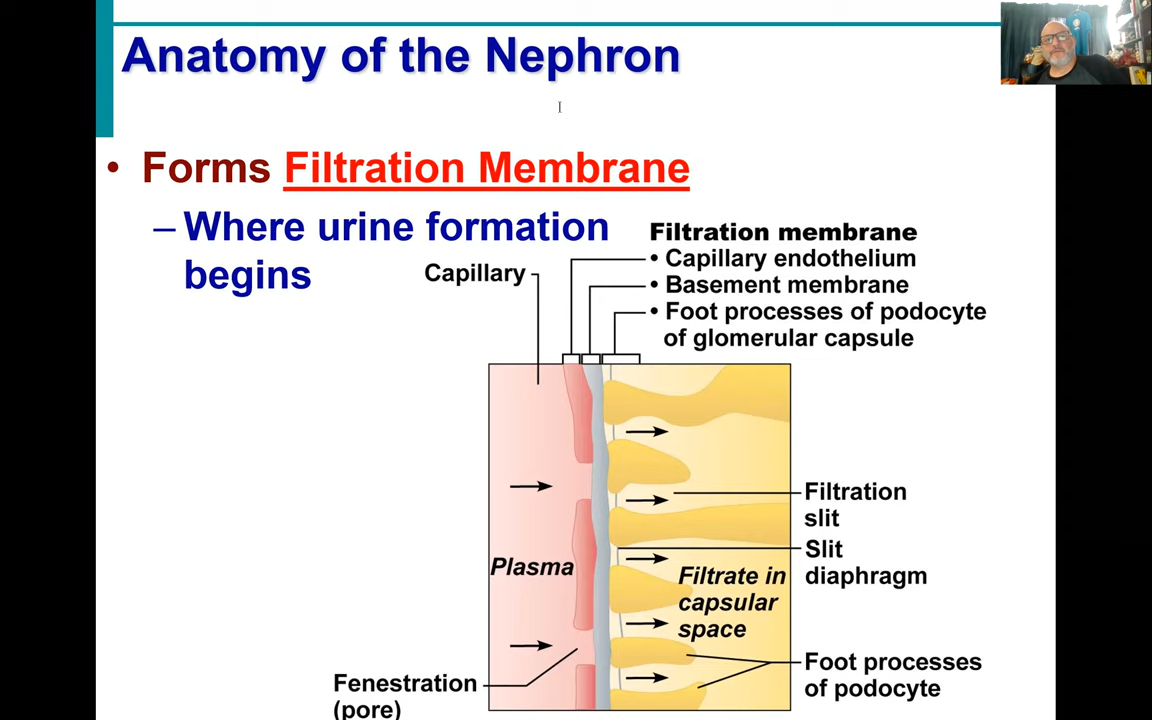 Anatomy of the Nephron
• Forms Filtration Membrane
– Where urine formation
begins
Filtration membrane
• Capillary endothelium
• Basement membrane
• Foot processes of podocyte
of glomerular capsule
Capillary
Filtration
slit
Slit
diaphragm
Plasma
Filtrate in
capsular
space
Foot processes
of podocyte
Fenestration
(pore)